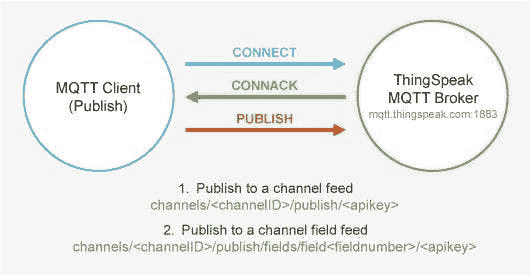 CONNECT
MQTT Client
(Publish)
CONNACK
ThingSpeak
MQTT Broker
mqtt.thingspeak.com:1883
PUBLISH
1. Publish to a channel feed
channels/<channelID>/publish/<apikey>
2. Publish to a channel field feed
channels/<channelID>/publish/fields/field<fieldnumber>/<apikey>